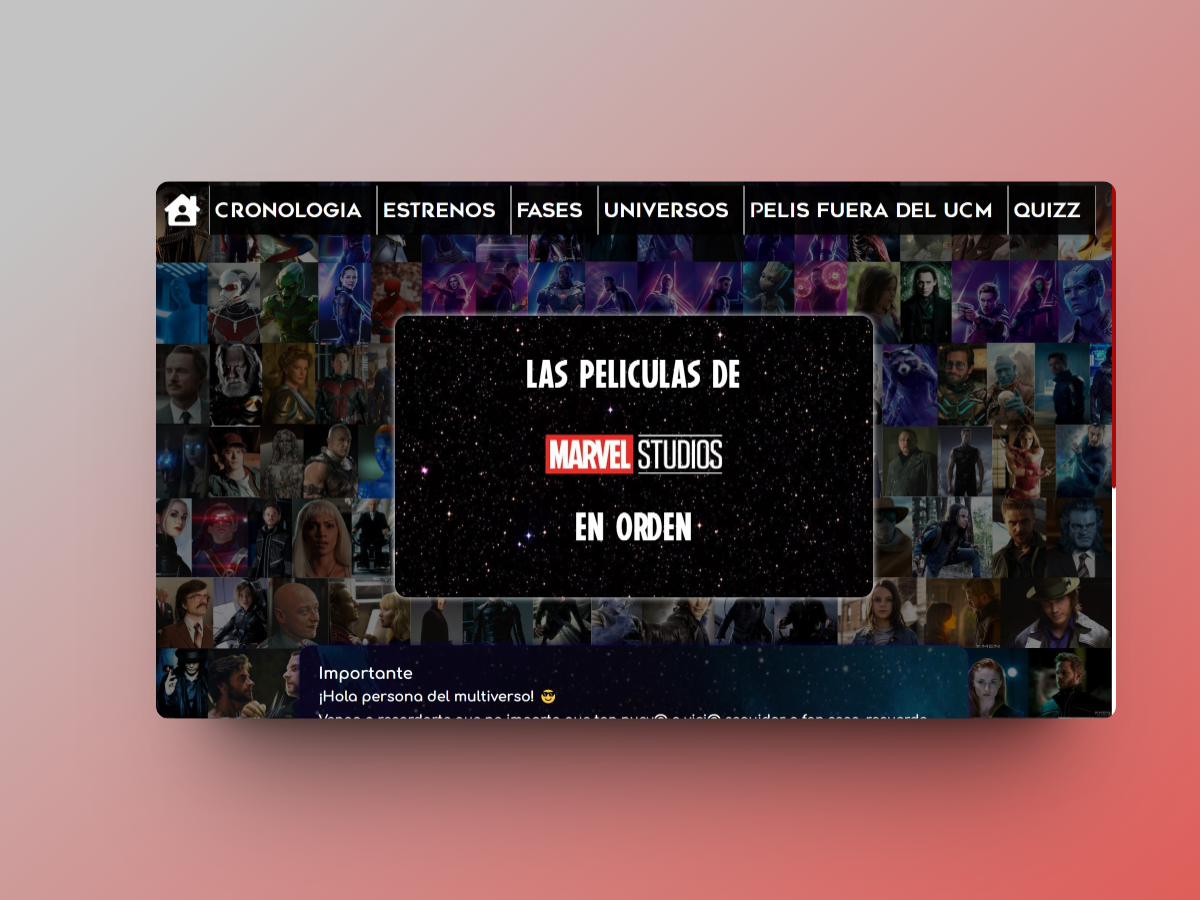 CRONOLOGIA ESTRENOS FASES UNIVERSOS PELIS FUERA DEL UCM QUIZZ
LAS PELICULAS DE
MARVEL STUDIOS
EN ORDEN
Importante
¡Hola persona del multiverso! 😎